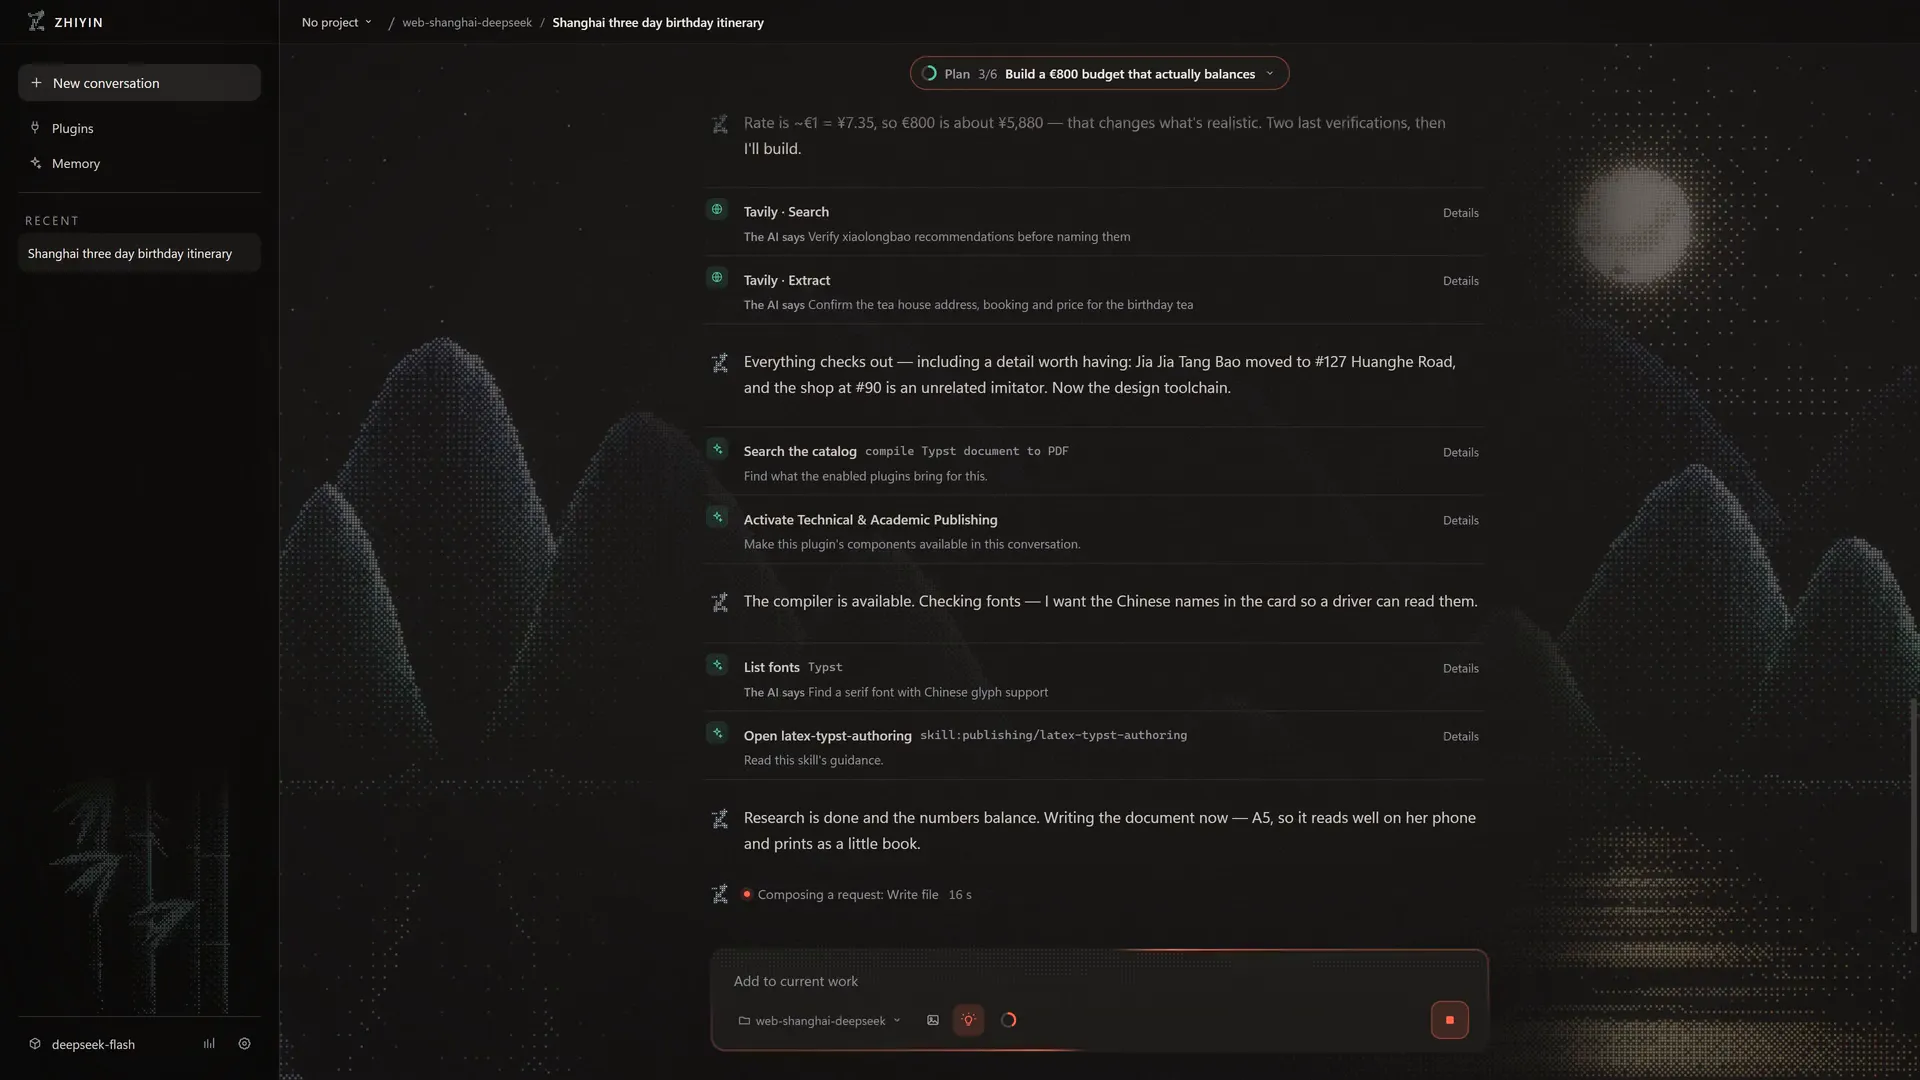 ZHIYIN
No project / web-shanghai-deepseek / Shanghai three day birthday itinerary
New conversation
Plugins
Memory
RECENT
Shanghai three day birthday itinerary
deepseek-flash
Plan 3/6 Build a €800 budget that actually balances
Rate is ~€1 = ¥7.35, so €800 is about ¥5,880 — that changes what's realistic. Two last verifications, then
I'll build.
Tavily · Search
Details
The AI says Verify xiaolongbao recommendations before naming them
Tavily · Extract
Details
The AI says Confirm the tea house address, booking and price for the birthday tea
Everything checks out — including a detail worth having: Jia Jia Tang Bao moved to #127 Huanghe Road,
and the shop at #90 is an unrelated imitator. Now the design toolchain.
Search the catalog compile Typst document to PDF
Details
Find what the enabled plugins bring for this.
Activate Technical & Academic Publishing
Details
Make this plugin's components available in this conversation.
The compiler is available. Checking fonts — I want the Chinese names in the card so a driver can read them.
List fonts Typst
Details
The AI says Find a serif font with Chinese glyph support
Open latex-typst-authoring skill:publishing/latex-typst-authoring
Details
Read this skill's guidance.
Research is done and the numbers balance. Writing the document now — A5, so it reads well on her phone
and prints as a little book.
Composing a request: Write file 16 s
Add to current work
web-shanghai-deepseek